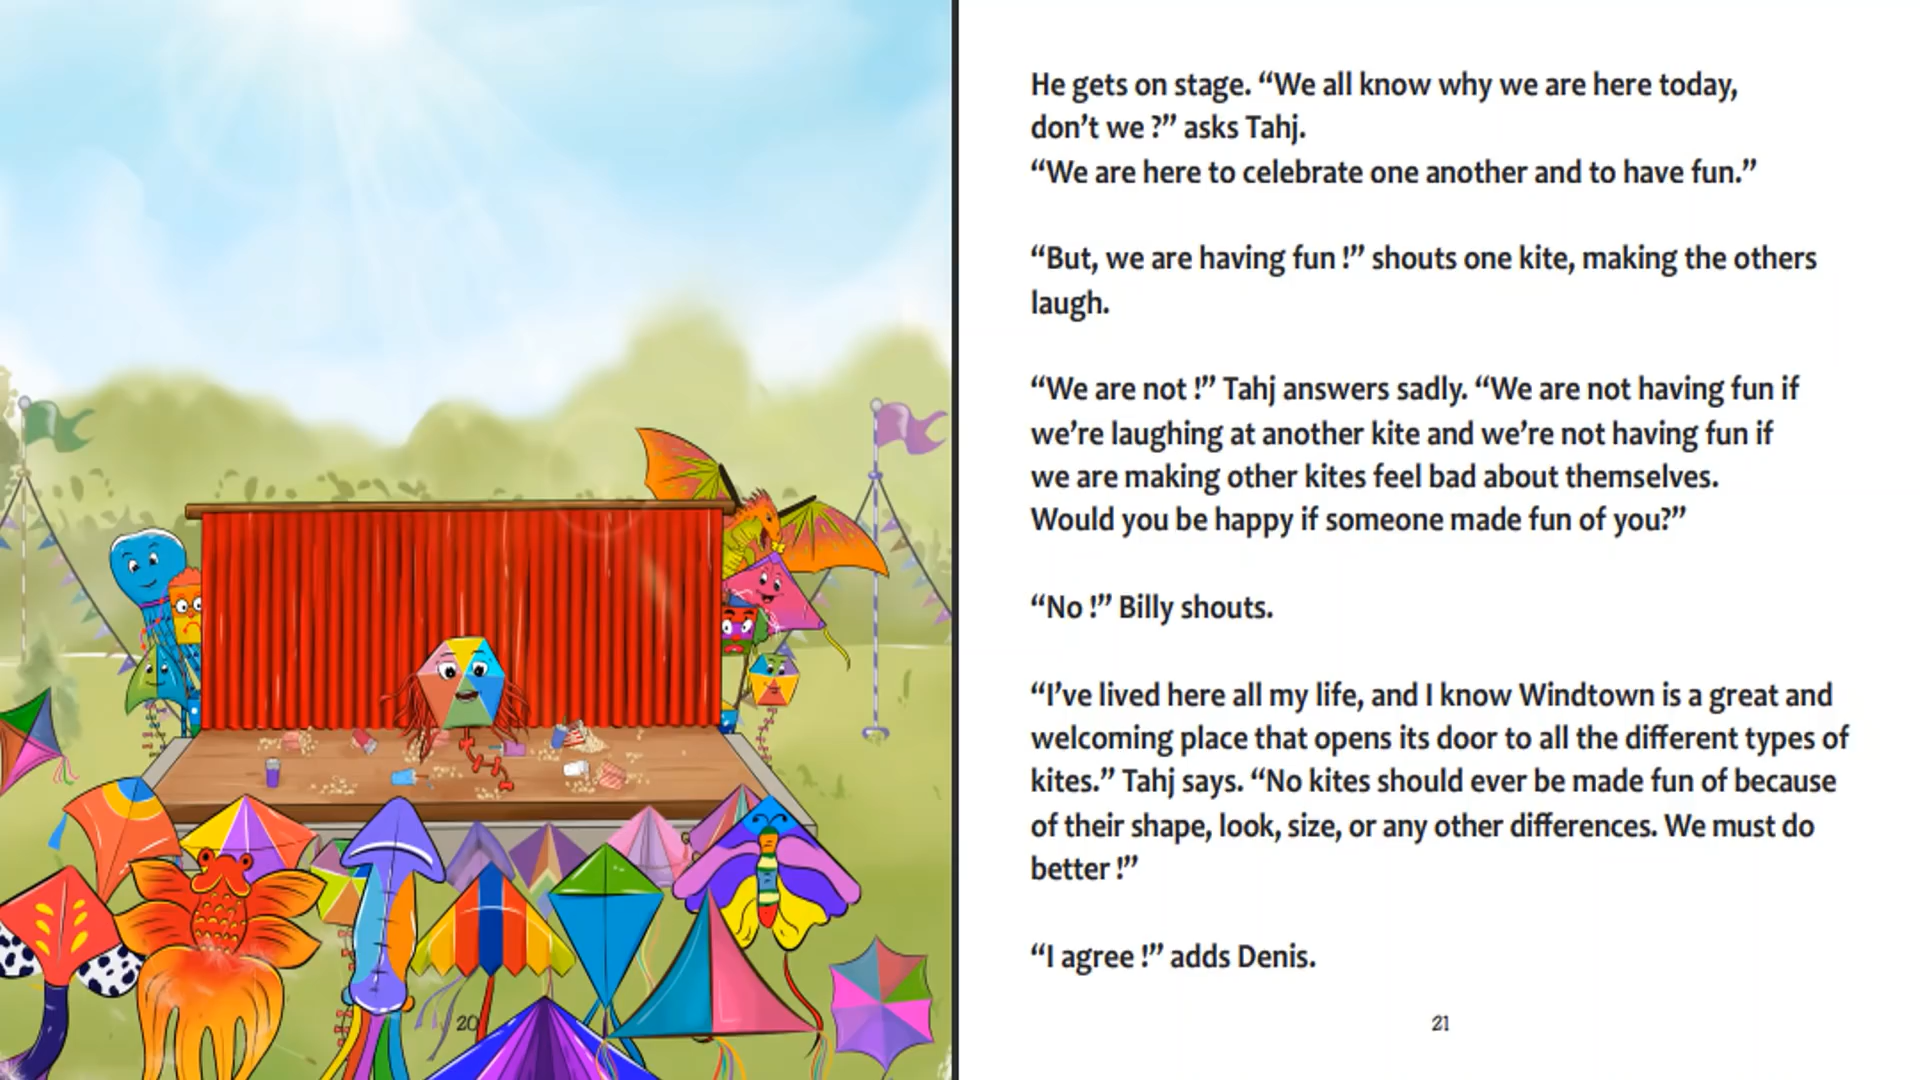 He gets on stage. “We all know why we are here today,
don’t we ?” asks Tahj.
“We are here to celebrate one another and to have fun.”
“But, we are having fun !” shouts one kite, making the others
laugh.
“We are not !” Tahj answers sadly. “We are not having fun if
we’re laughing at another kite and we’re not having fun if
we are making other kites feel bad about themselves.
Would you be happy if someone made fun of you?”
“No !” Billy shouts.
“I’ve lived here all my life, and I know Windtown is a great and
welcoming place that opens its door to all the different types of
kites.” Tahj says. “No kites should ever be made fun of because
of their shape, look, size, or any other differences. We must do
better !”
“I agree !” adds Denis.
20
21